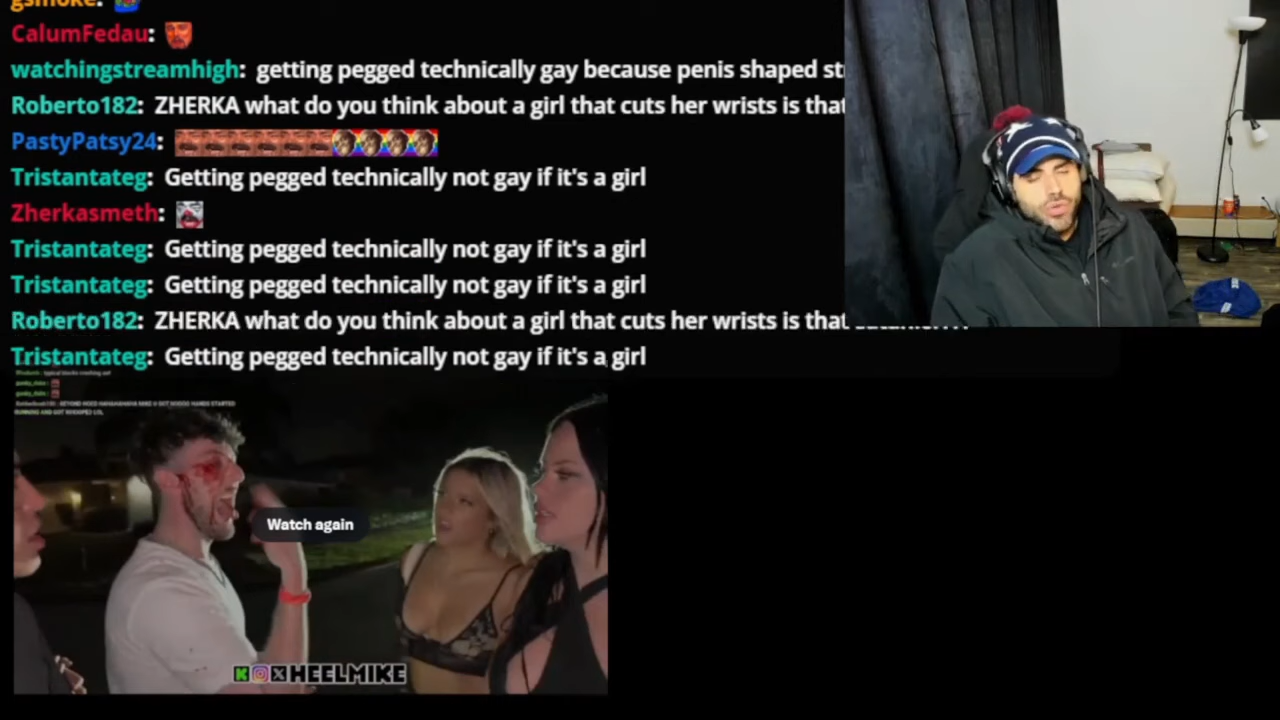 gsmoke:
CalumFedau:
watchingstreamhigh: getting pegged technically gay because penis shaped st
Roberto182: ZHERKA what do you think about a girl that cuts her wrists is that
PastyPatsy24:
Tristantateg: Getting pegged technically not gay if it's a girl
Zherkasmeth:
Tristantateg: Getting pegged technically not gay if it's a girl
Tristantateg: Getting pegged technically not gay if it's a girl
Roberto182: ZHERKA what do you think about a girl that cuts her wrists is that
Tristantateg: Getting pegged technically not gay if it's a girl
Watch again
HEELMIKE